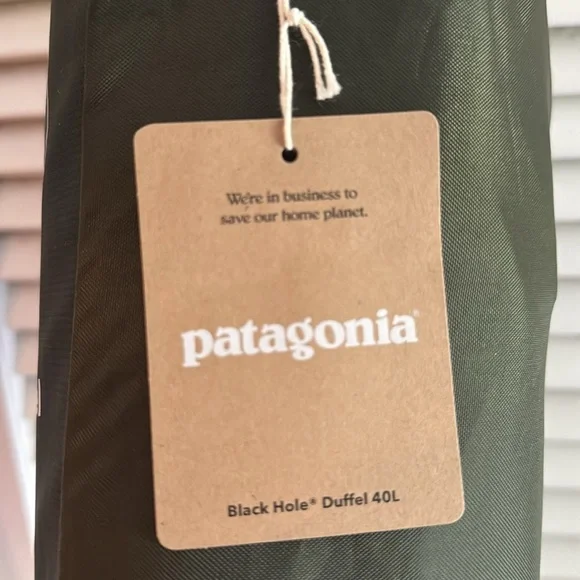 We're in business to
save our home planet.
patagonia®
Black Hole® Duffel 40L